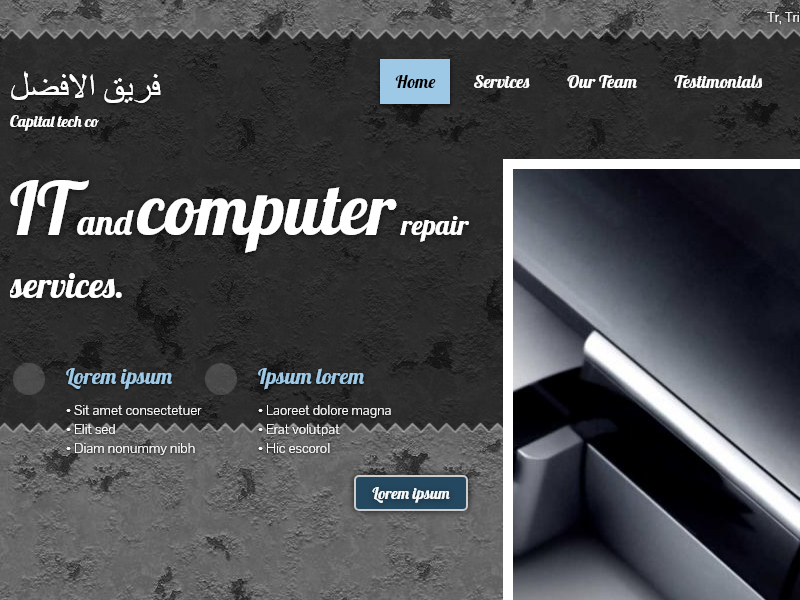 Tr, Tri
فريق الافضل
Capital tech co
Home Services Our Team Testimonials
IT and computer repair
services.
Lorem ipsum
• Sit amet consectetuer
• Elit sed
• Diam nonummy nibh
Ipsum lorem
• Laoreet dolore magna
• Erat volutpat
• Hic escorol
Lorem ipsum